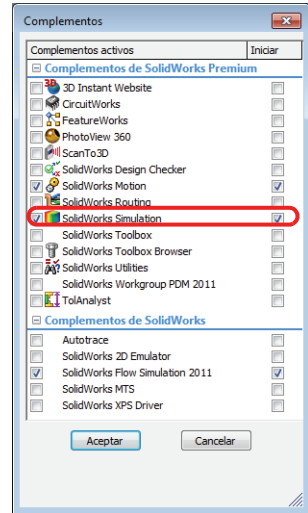 Complementos
Complementos activos Iniciar
Complementos de SolidWorks Premium
3D Instant Website
CircuitWorks
FeatureWorks
PhotoView 360
ScanTo3D
SolidWorks Design Checker
SolidWorks Motion
SolidWorks Routing
SolidWorks Simulation
SolidWorks Toolbox
SolidWorks Toolbox Browser
SolidWorks Utilities
SolidWorks Workgroup PDM 2011
TolAnalyst
Complementos de SolidWorks
Autotrace
SolidWorks 2D Emulator
SolidWorks Flow Simulation 2011
SolidWorks MTS
SolidWorks XPS Driver
Aceptar Cancelar